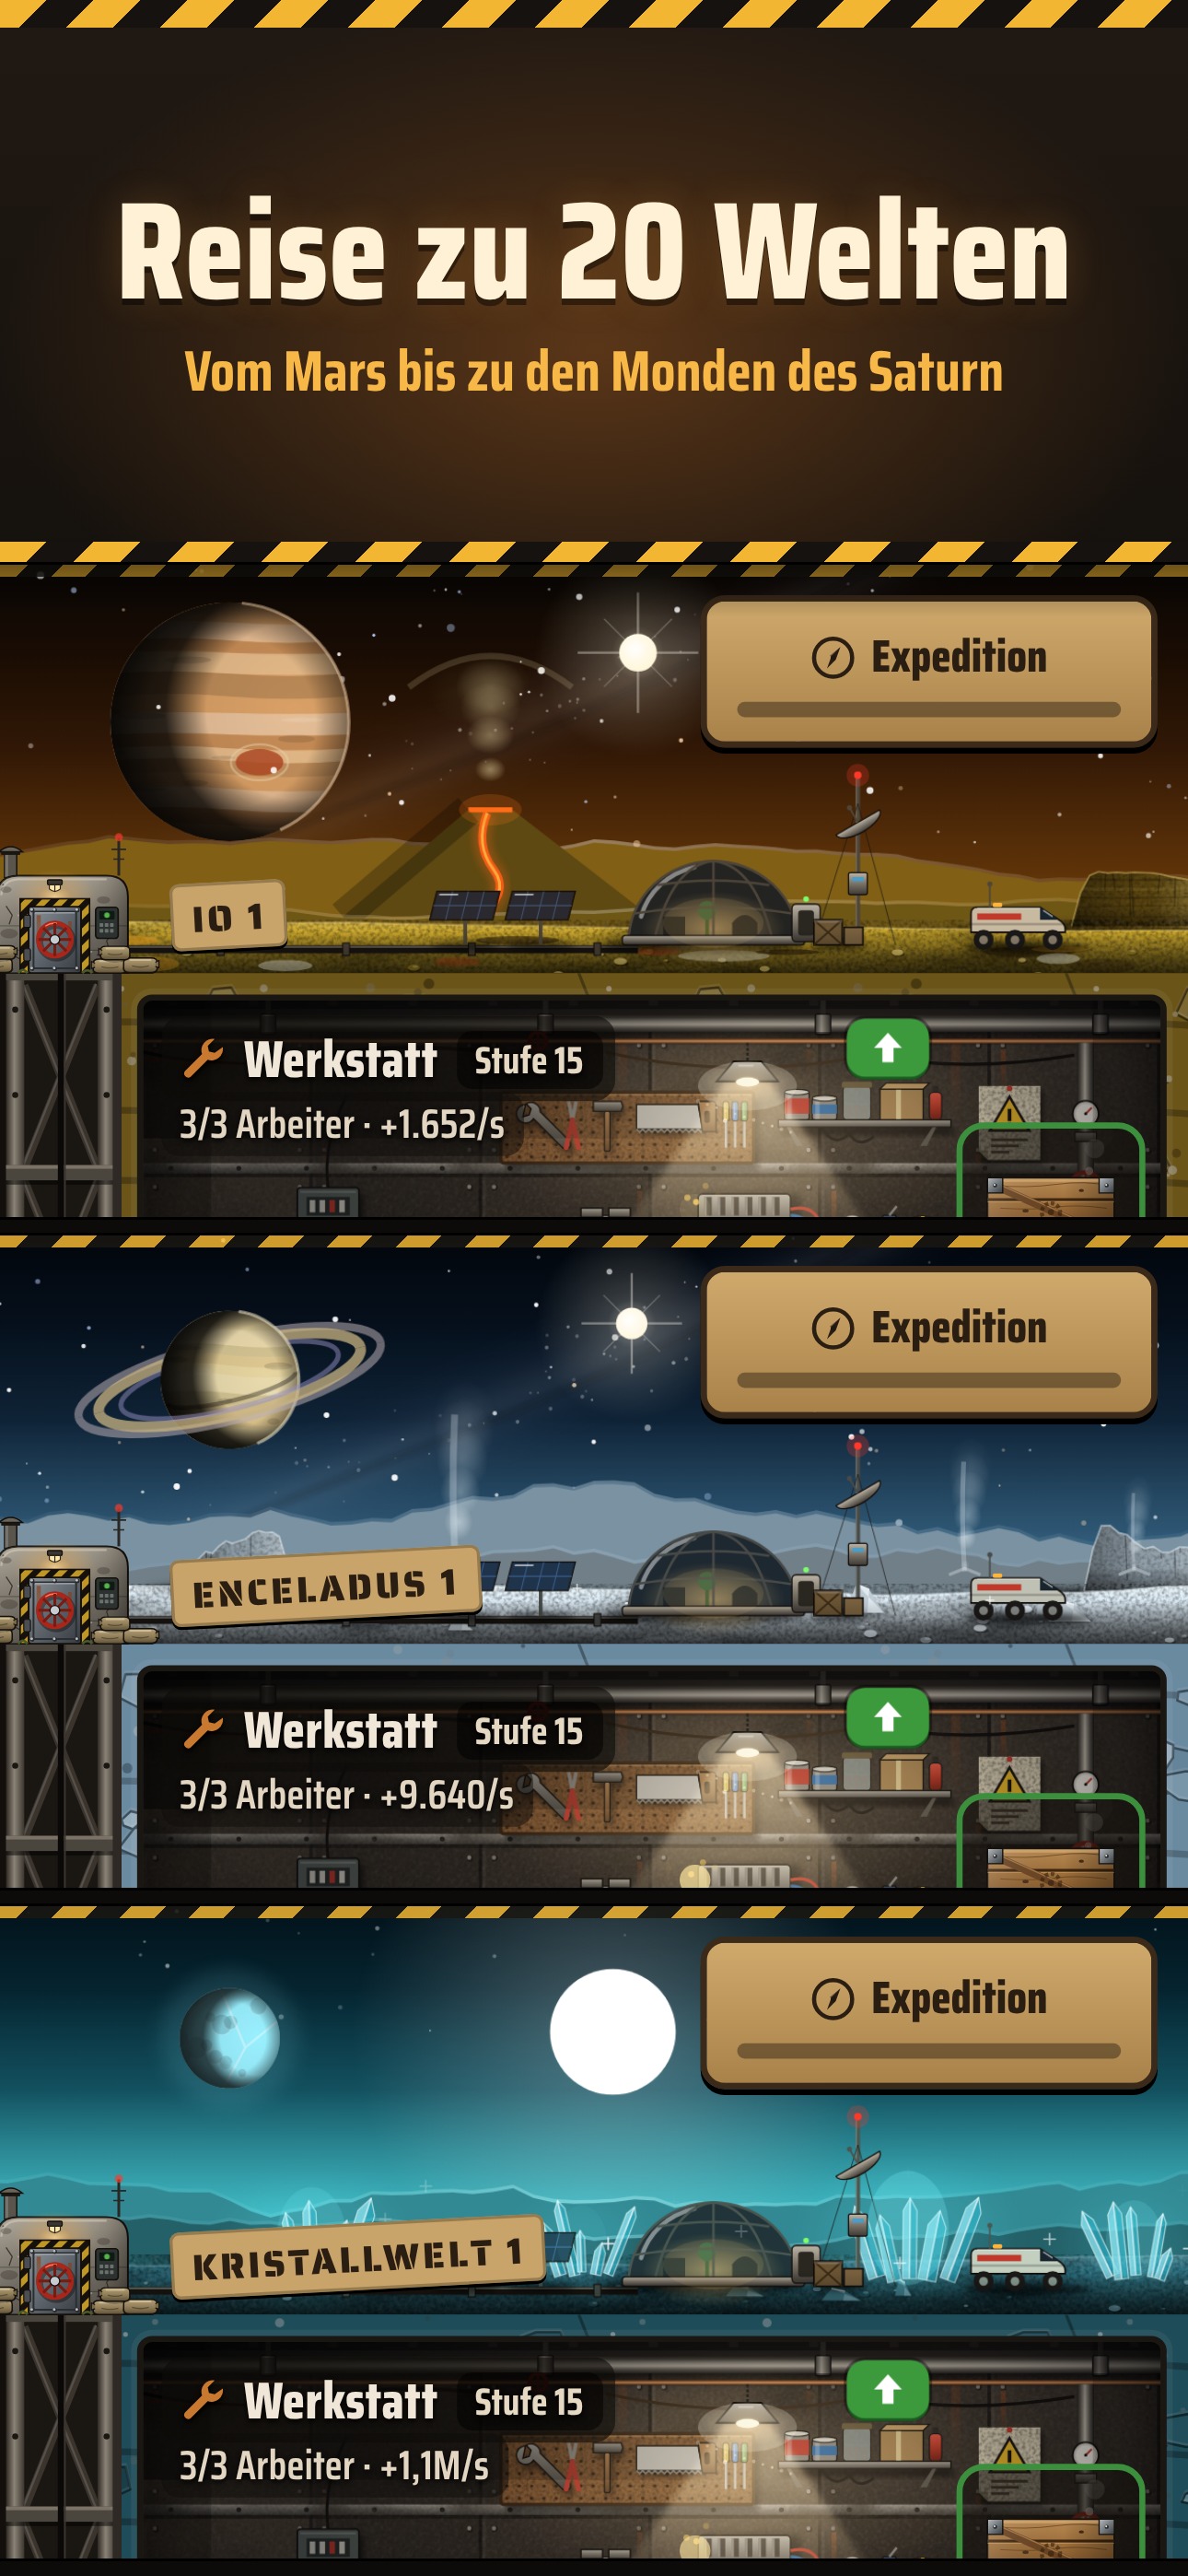 Reise zu 20 Welten
Vom Mars bis zu den Monden des Saturn
Expedition
IO 1
Werkstatt Stufe 15
3/3 Arbeiter · +1.652/s
Expedition
ENCELADUS 1
Werkstatt Stufe 15
3/3 Arbeiter · +9.640/s
Expedition
KRISTALLWELT 1
Werkstatt Stufe 15
3/3 Arbeiter · +1,1M/s